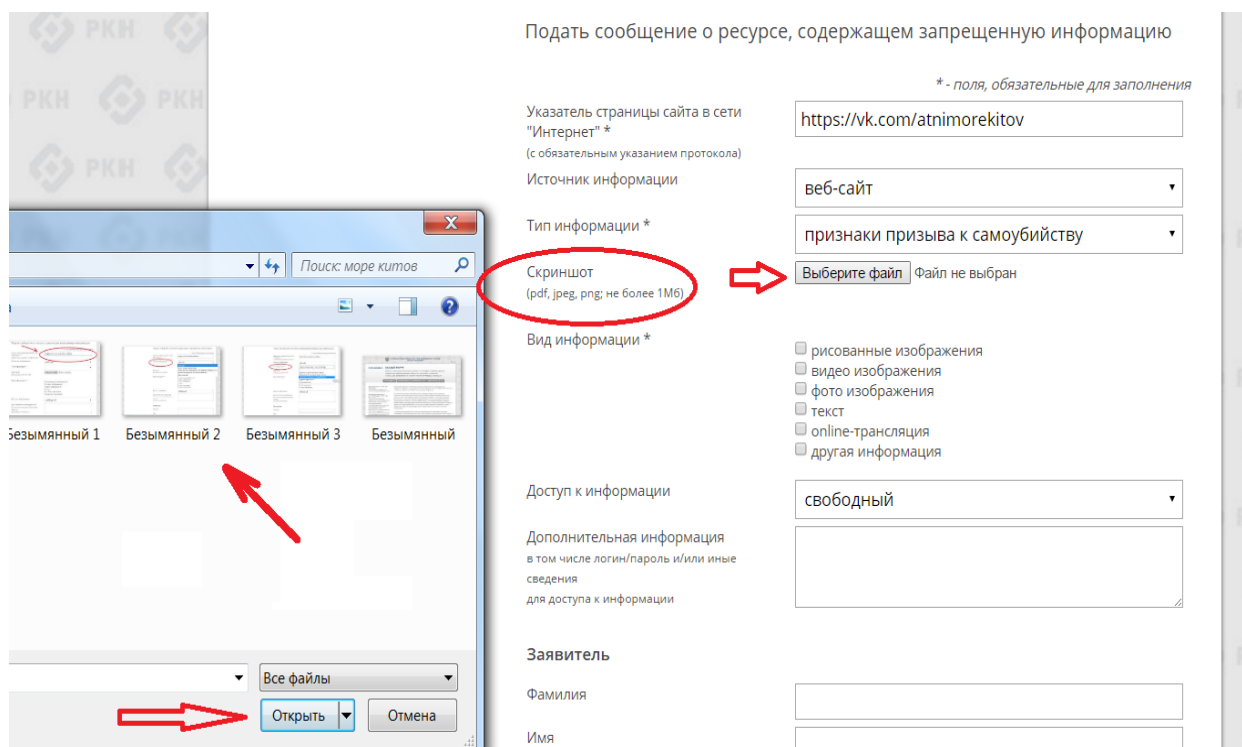 РКН
РКН
РКН
РКН
Подать сообщение о ресурсе, содержащем запрещенную информацию
* - поля, обязательные для заполнения
Указатель страницы сайта в сети
"Интернет" *
(с обязательным указанием протокола)
https://vk.com/atnimorekitov
Источник информации
веб-сайт
Тип информации *
признаки призыва к самоубийству
Скриншот
(pdf, jpeg, png; не более 1Мб)
Выберите файл Файл не выбран
Вид информации *
рисованные изображения
видео изображения
фото изображения
текст
online-трансляция
другая информация
Доступ к информации
свободный
Дополнительная информация
в том числе логин/пароль и/или иные
сведения
для доступа к информации
Заявитель
Фамилия
Имя
Поиск: море китов
Безымянный 1
Безымянный 2
Безымянный 3
Безымянный
Все файлы
Открыть
Отмена